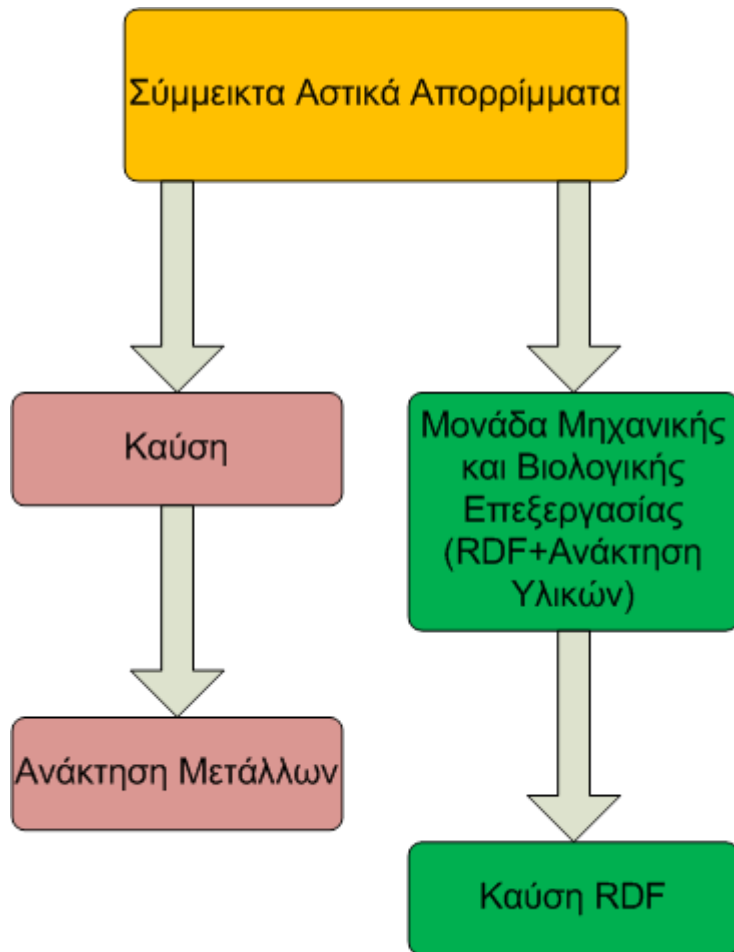 Σύμμεικτα Αστικά Απορρίμματα
Καύση
Ανάκτηση Μετάλλων
Μονάδα Μηχανικής
και Βιολογικής
Επεξεργασίας
(RDF+Ανάκτηση
Υλικών)
Καύση RDF